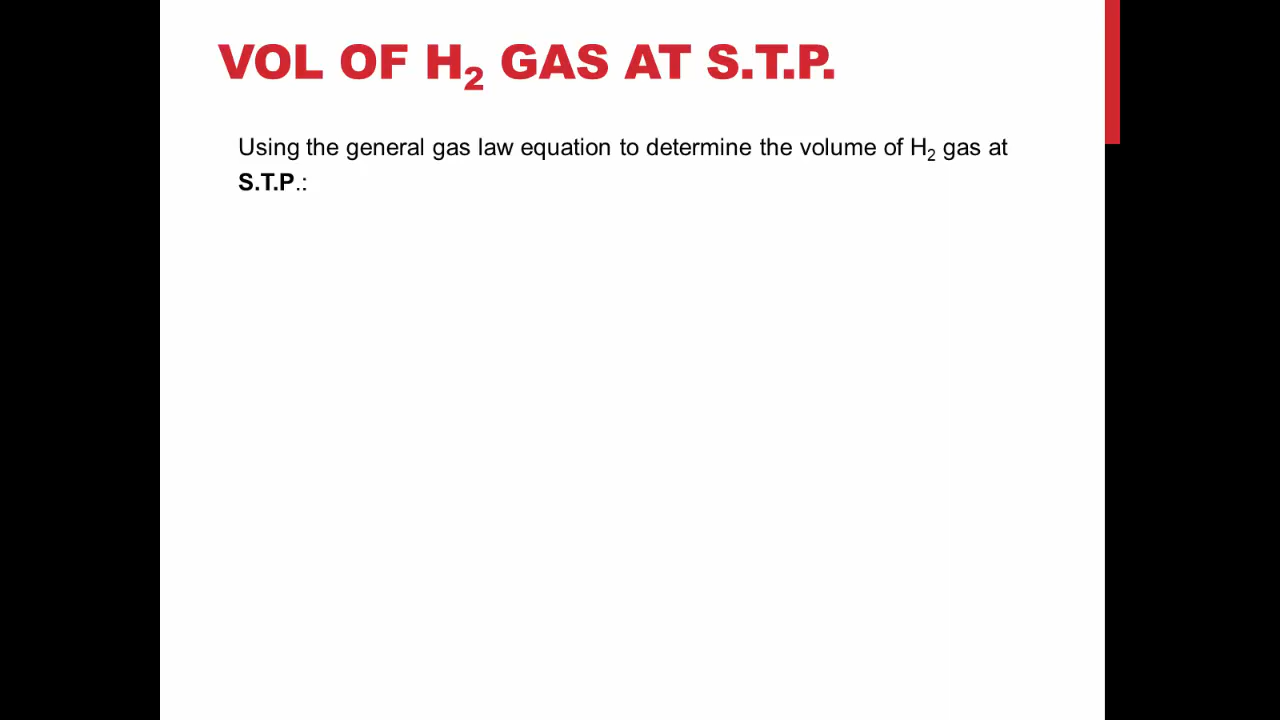 VOL OF H₂ GAS AT S.T.P.
Using the general gas law equation to determine the volume of H₂ gas at
S.T.P.: